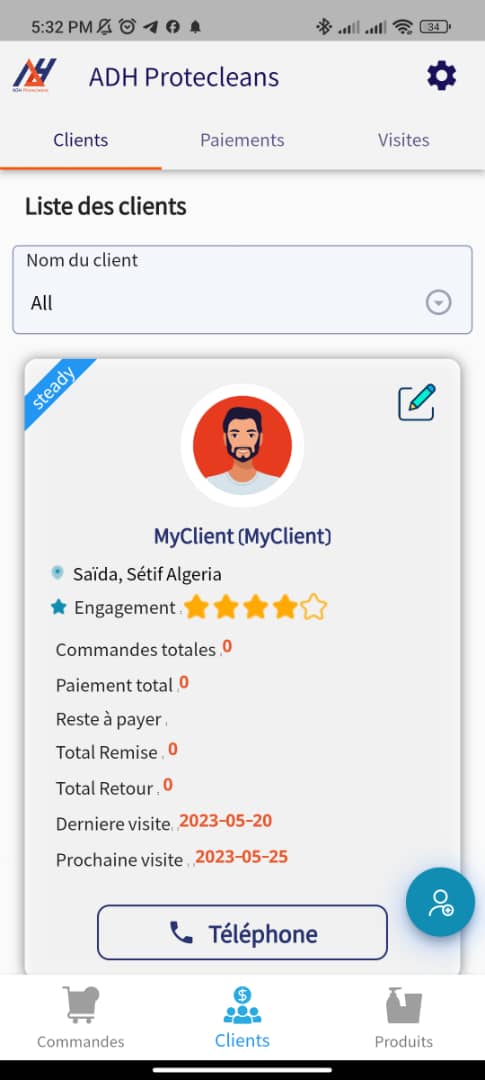 5:32 PM
34
ADH Protecleans
ADH Protecleans
Clients
Paiements
Visites
Liste des clients
Nom du client
All
steady
MyClient (MyClient)
Saïda, Sétif Algeria
Engagement
Commandes totales 0
Paiement total 0
Reste à payer
Total Remise 0
Total Retour 0
Derniere visite 2023-05-20
Prochaine visite 2023-05-25
Téléphone
Commandes
$
Clients
Produits